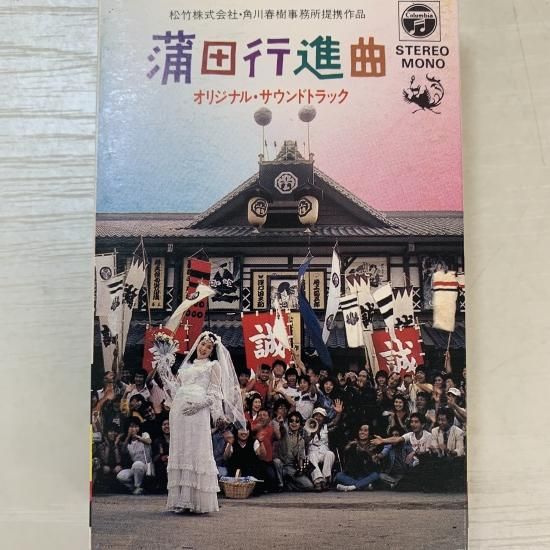 松竹株式会社・角川春樹事務所提携作品
Columbia
蒲田行進曲
STEREO
MONO
オリジナル・サウンドトラック
誠
誠